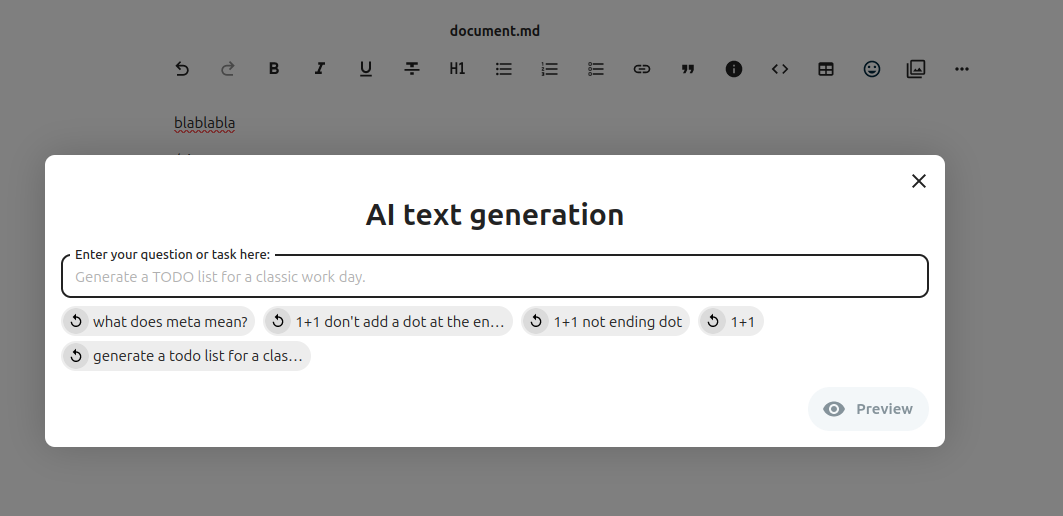 document.md
B I U H1
blablabla
AI text generation
Enter your question or task here:
Generate a TODO list for a classic work day.
what does meta mean? 1+1 don't add a dot at the en... 1+1 not ending dot 1+1
generate a todo list for a clas...
Preview